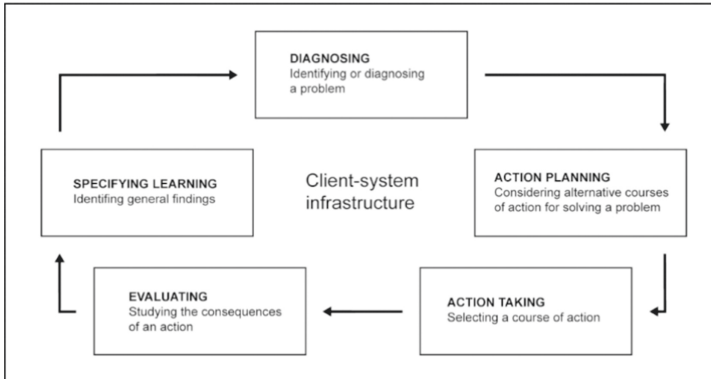 DIAGNOSING
Identifying or diagnosing
a problem
SPECIFYING LEARNING
Identifing general findings
Client-system
infrastructure
ACTION PLANNING
Considering alternative courses
of action for solving a problem
EVALUATING
Studying the consequences
of an action
ACTION TAKING
Selecting a course of action